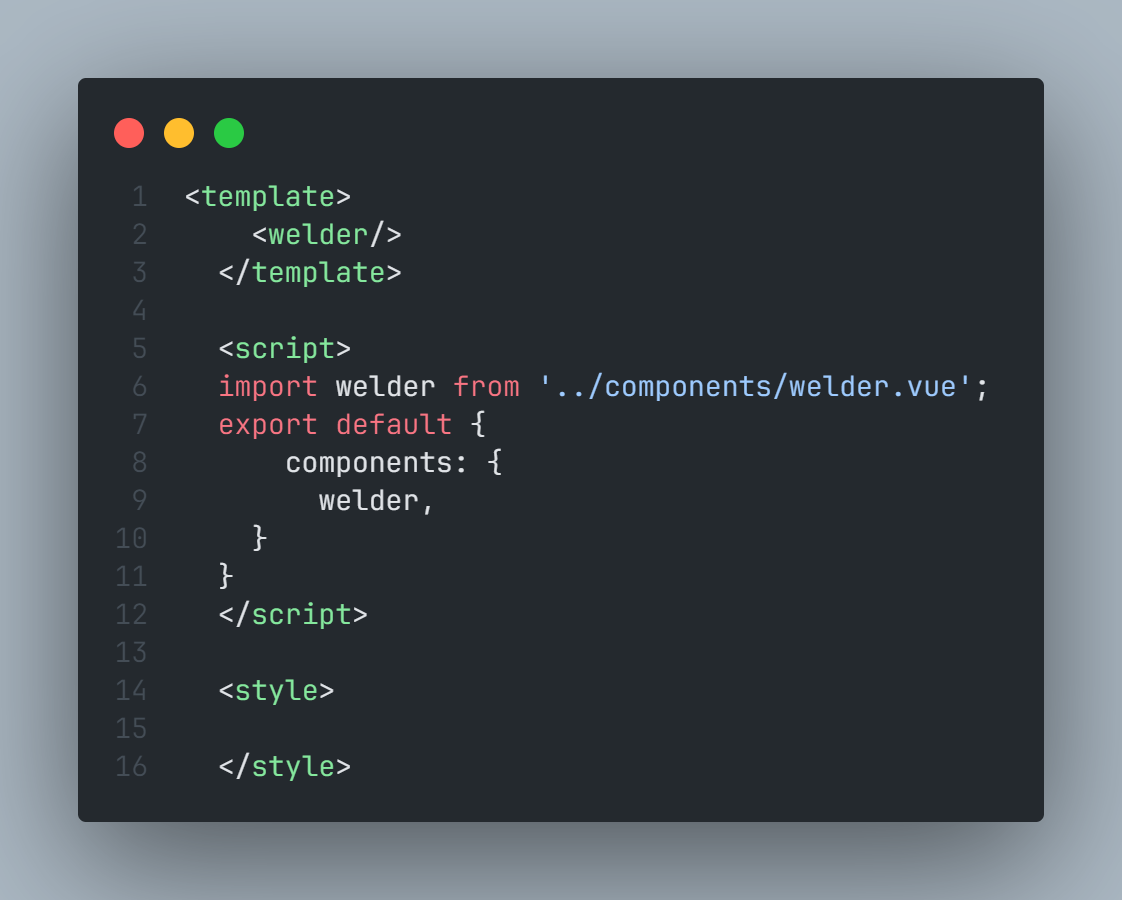 1 <template>
2     <welder/>
3   </template>
4
5   <script>
6   import welder from '../components/welder.vue';
7   export default {
8       components: {
9         welder,
10     }
11   }
12   </script>
13
14   <style>
15
16   </style>